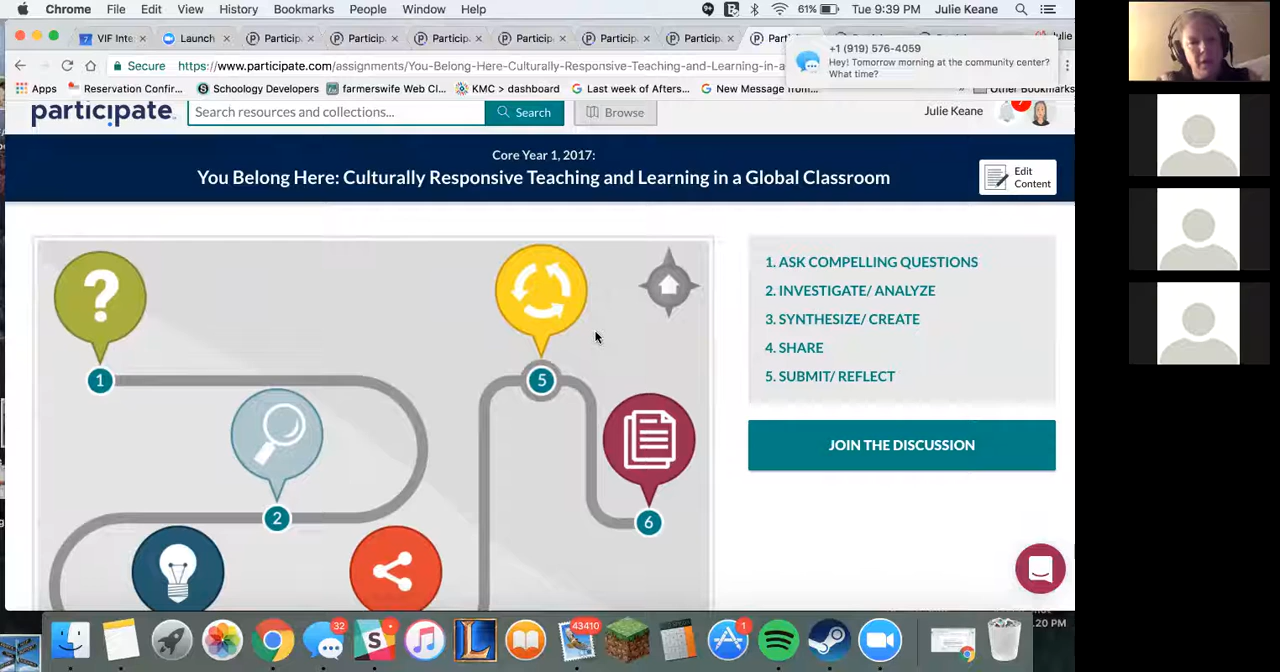 Chrome File Edit View History Bookmarks People Window Help 61% Tue 9:39 PM Julie Keane
VIF Inte Launch Particip Particip Particip Particip Particip Particip Part
+1 (919) 576-4059
Hey! Tomorrow morning at the community center?
What time?
Secure https://www.participate.com/assignments/You-Belong-Here-Culturally-Responsive-Teaching-and-Learning-in-a
Apps Reservation Confir... Schoology Developers farmerswife Web Cl... KMC > dashboard Last week of Afters... New Message from... Other Bookmarks
participate Search resources and collections... Search Browse Julie Keane 7
Core Year 1, 2017:
You Belong Here: Culturally Responsive Teaching and Learning in a Global Classroom
Edit
Content
?
1
2
5
6
1. ASK COMPELLING QUESTIONS
2. INVESTIGATE/ ANALYZE
3. SYNTHESIZE/ CREATE
4. SHARE
5. SUBMIT/ REFLECT
JOIN THE DISCUSSION
32
43410
1